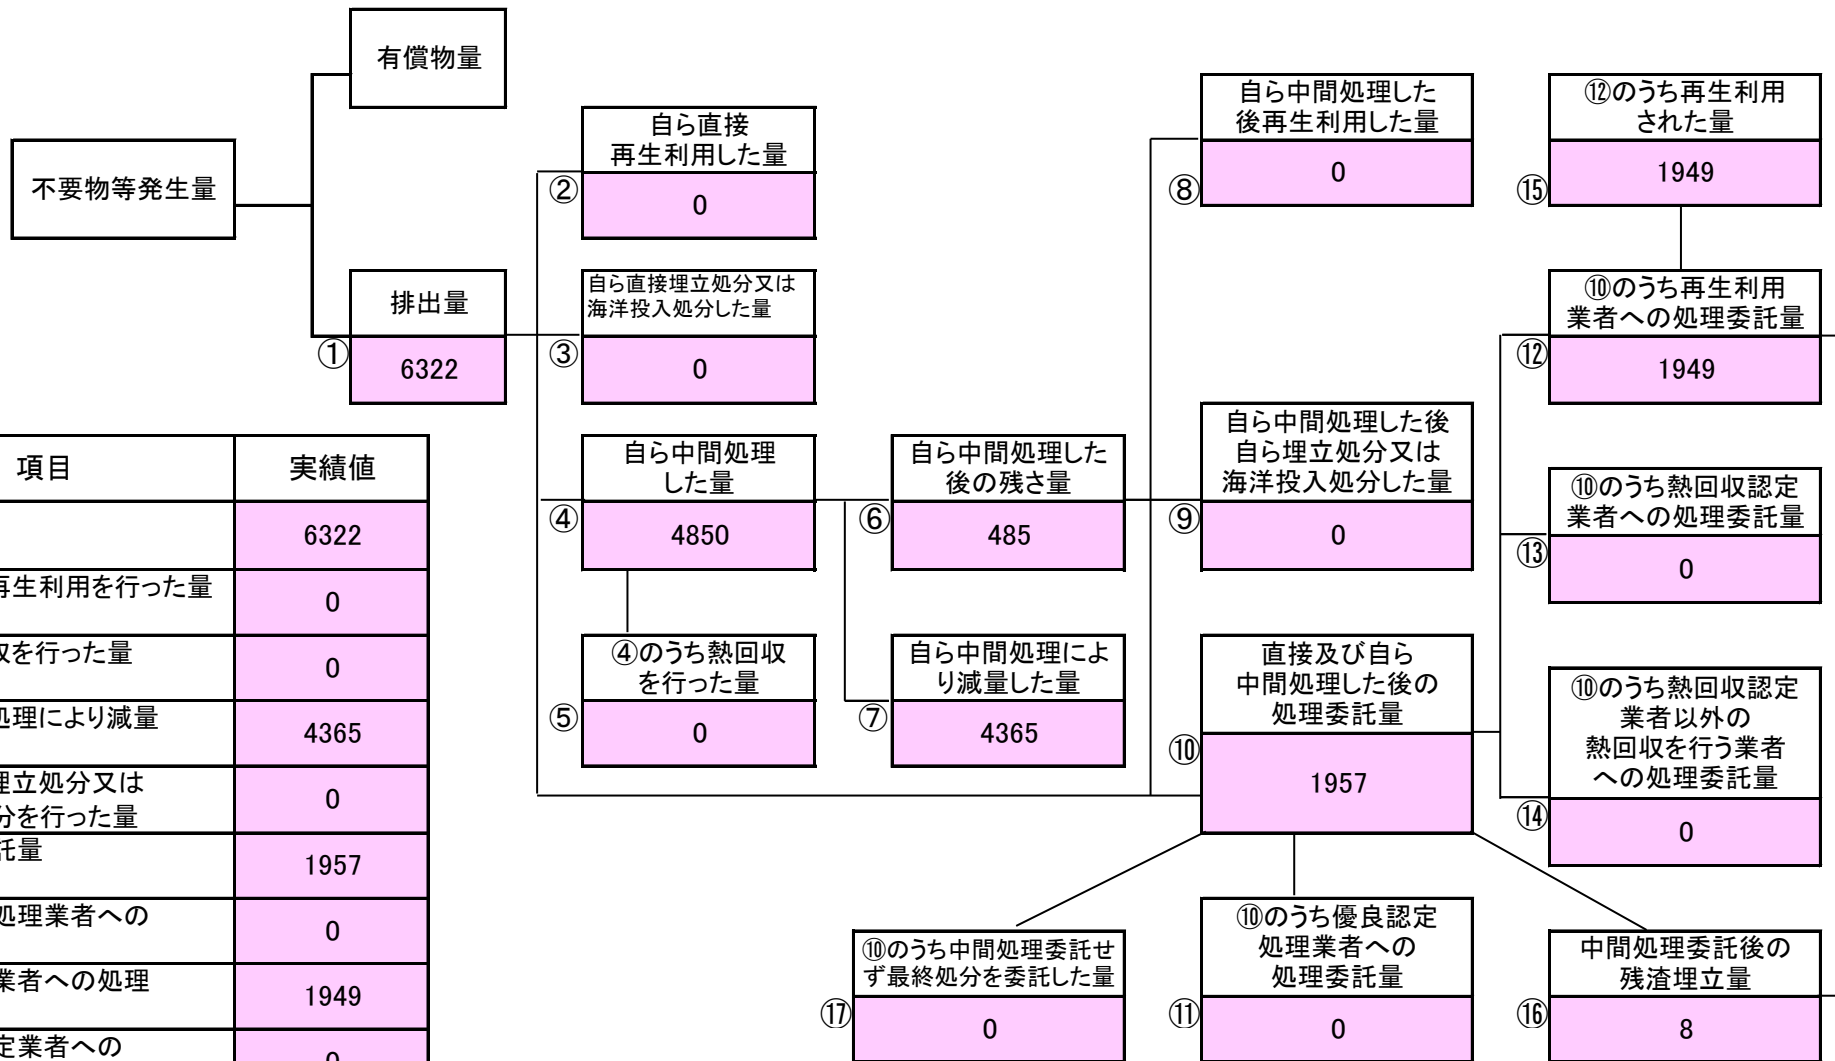 有償物量
不要物等発生量
排出量
①
6322
自ら直接
再生利用した量
②
0
自ら直接埋立処分又は
海洋投入処分した量
③
0
自ら中間処理
した量
④
4850
④のうち熱回収
を行った量
⑤
0
自ら中間処理した
後の残さ量
⑥
485
自ら中間処理によ
り減量した量
⑦
4365
自ら中間処理した
後再生利用した量
⑧
0
自ら中間処理した後
自ら埋立処分又は
海洋投入処分した量
⑨
0
直接及び自ら
中間処理した後の
処理委託量
⑩
1957
⑫のうち再生利用
された量
⑮
1949
⑩のうち再生利用
業者への処理委託量
⑫
1949
⑩のうち熱回収認定
業者への処理委託量
⑬
0
⑩のうち熱回収認定
業者以外の
熱回収を行う業者
への処理委託量
⑭
0
⑩のうち中間処理委託せ
ず最終処分を委託した量
⑰
0
⑩のうち優良認定
処理業者への
処理委託量
⑪
0
中間処理委託後の
残渣埋立量
⑯
8
項目 実績値
6322
再生利用を行った量
0
を行った量
0
処理により減量
4365
埋立処分又は
分を行った量
0
託量
1957
処理業者への
0
業者への処理
1949
定業者への
0